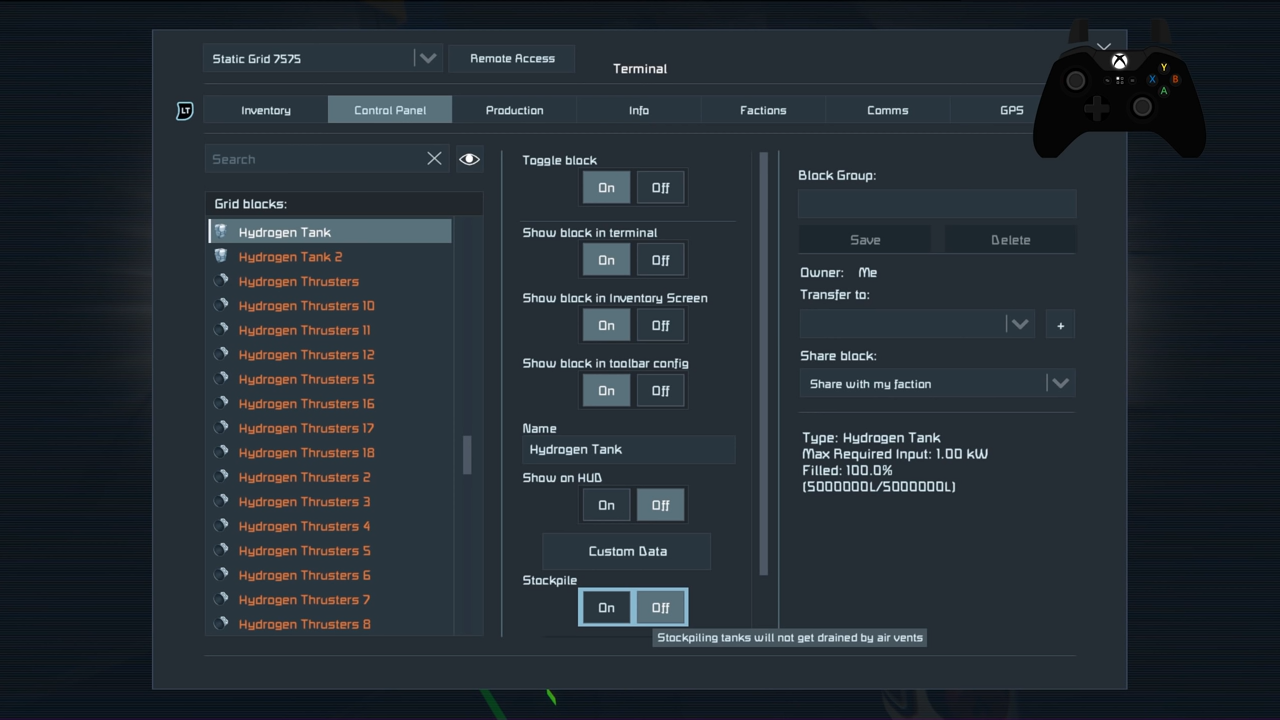 Static Grid 7575
Remote Access
Terminal
LT
Inventory
Control Panel
Production
Info
Factions
Comms
GPS
Search
Grid blocks:
Hydrogen Tank
Hydrogen Tank 2
Hydrogen Thrusters
Hydrogen Thrusters 10
Hydrogen Thrusters 11
Hydrogen Thrusters 12
Hydrogen Thrusters 15
Hydrogen Thrusters 16
Hydrogen Thrusters 17
Hydrogen Thrusters 18
Hydrogen Thrusters 2
Hydrogen Thrusters 3
Hydrogen Thrusters 4
Hydrogen Thrusters 5
Hydrogen Thrusters 6
Hydrogen Thrusters 7
Hydrogen Thrusters 8
Toggle block
On Off
Show block in terminal
On Off
Show block in Inventory Screen
On Off
Show block in toolbar config
On Off
Name
Hydrogen Tank
Show on HUD
On Off
Custom Data
Stockpile
On Off
Stockpiling tanks will not get drained by air vents
Block Group:
Save
Delete
Owner: Me
Transfer to:
+
Share block:
Share with my faction
Type: Hydrogen Tank
Max Required Input: 1.00 kW
Filled: 100.0%
(5000000L/5000000L)
Y
X
B
A